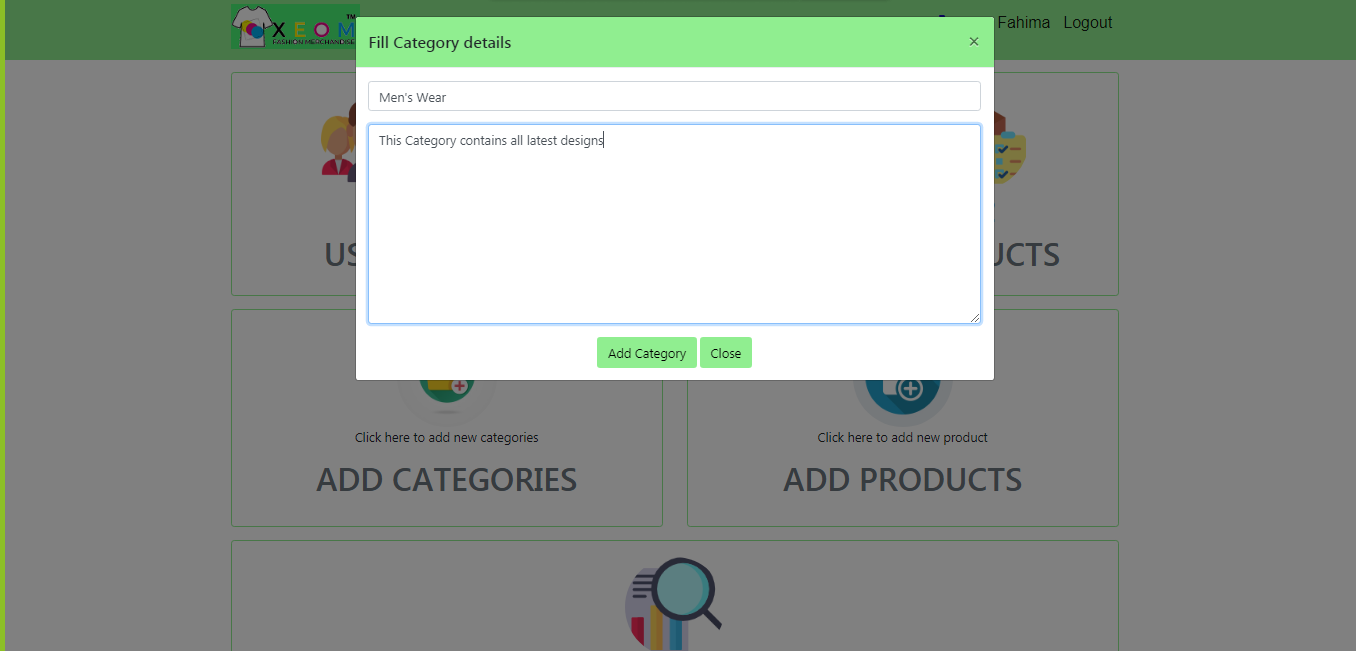 XEOM™
FASHION MERCHANDISE
Fahima Logout
Fill Category details
×
Men's Wear
This Category contains all latest designs
Add Category Close
US
UCTS
Click here to add new categories
ADD CATEGORIES
Click here to add new product
ADD PRODUCTS